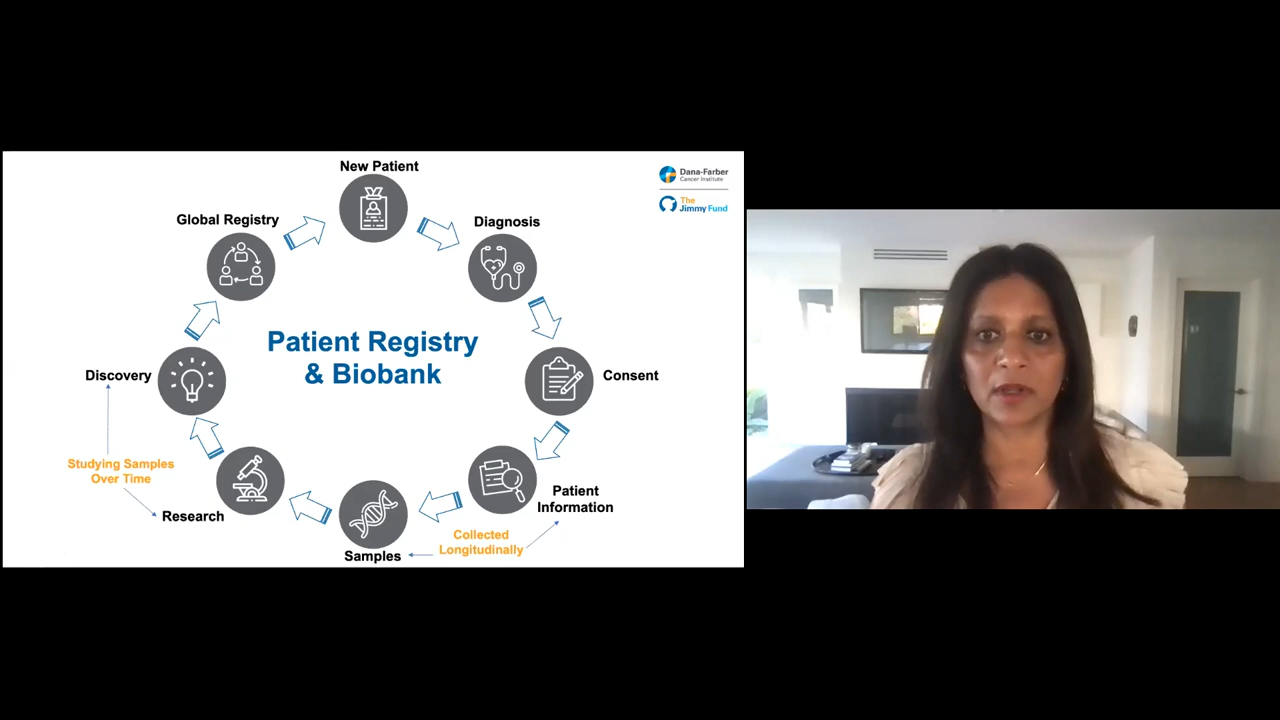 New Patient
Dana-Farber
Cancer Institute
The
Jimmy Fund
Global Registry
Diagnosis
Patient Registry
& Biobank
Discovery
Consent
Studying Samples
Over Time
Patient
Information
Research
Collected
Longitudinally
Samples